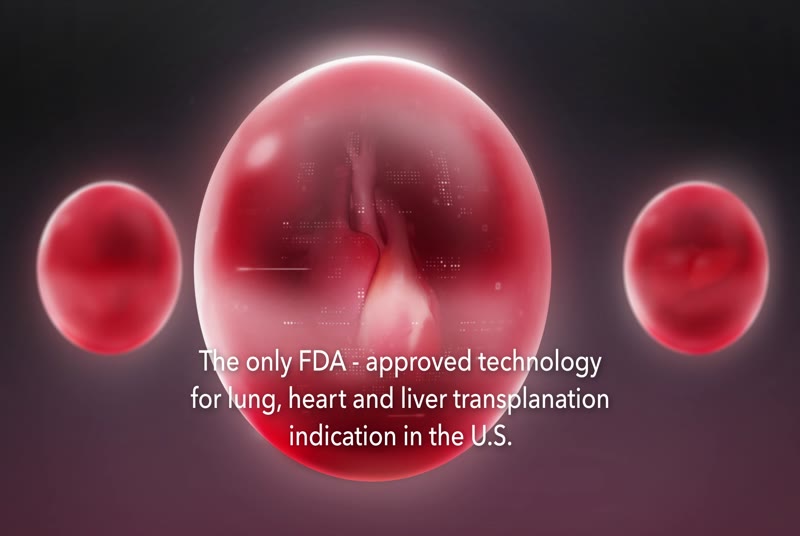 The only FDA - approved technology
for lung, heart and liver transplanation
indication in the U.S.